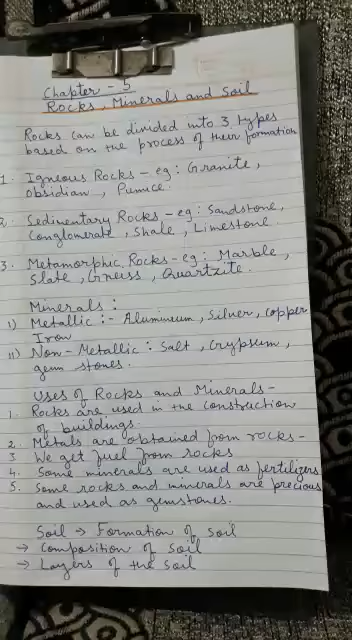 Chapter - 5
Rocks, Minerals and Soil
Rocks can be divided into 3 types
based on the process of their formation
1. Igneous Rocks - eg: Granite,
Obsidian, Pumice.
2. Sedimentary Rocks - eg: Sandstone,
Conglomerate, Shale, Limestone
3. Metamorphic Rocks - eg: Marble,
Slate, Gneiss, Quartzite.
Minerals:
i) Metallic:- Aluminium, Silver, Copper
Iron
ii) Non-Metallic: Salt, Gypsum,
gem stones.
Uses of Rocks and Minerals-
1. Rocks are used in the construction
of buildings.
2. Metals are obtained from rocks-
3 We get fuel from rocks
4. Some minerals are used as fertilizers
5. Some rocks and minerals are precious
and used as gemstones.
Soil → Formation of soil
→ Composition of soil
→ Layers of the soil